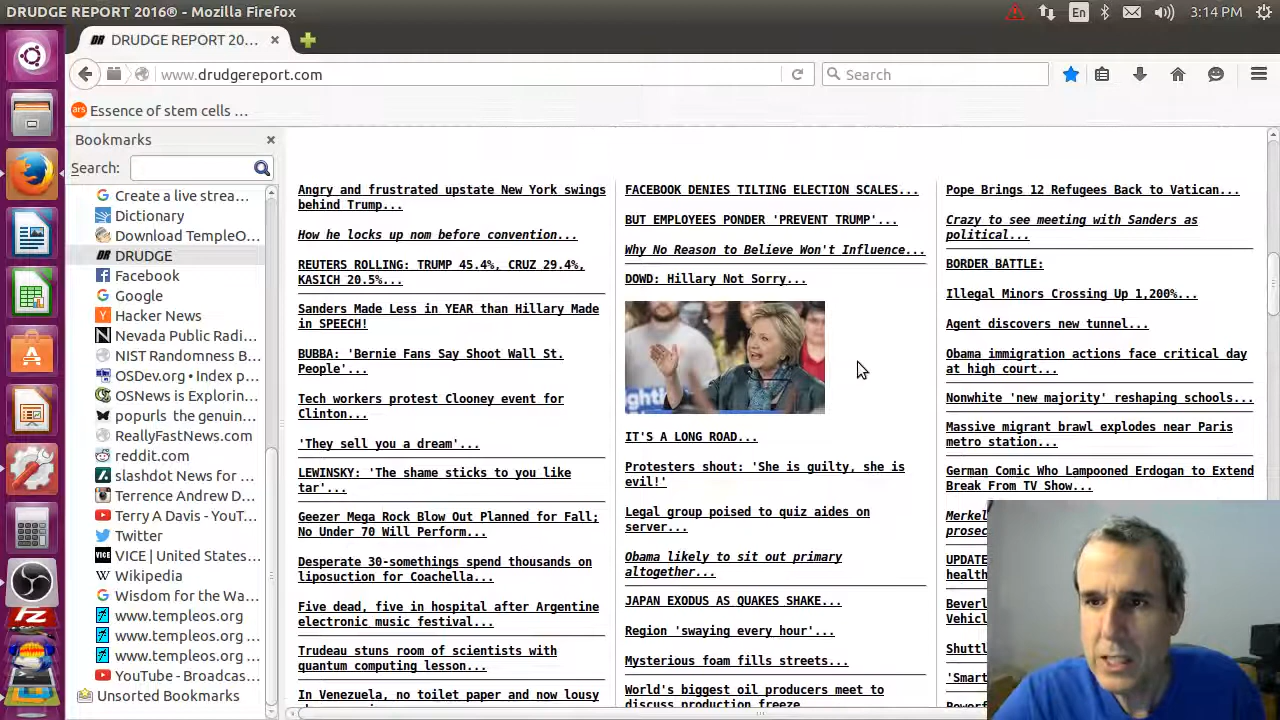 DRUDGE REPORT 2016® - Mozilla Firefox
En
3:14 PM
DR DRUDGE REPORT 20...
www.drudgereport.com
Search
ars Essence of stem cells ...
Bookmarks
Search:
Create a live strea...
Dictionary
Download TempleO...
DR DRUDGE
Facebook
Google
Hacker News
Nevada Public Radi...
NIST Randomness B...
OSDev.org • Index p...
OSNews is Explorin...
popurls the genuin...
ReallyFastNews.com
reddit.com
slashdot News for ...
Terrence Andrew D...
Terry A Davis - YouT...
Twitter
VICE | United States...
Wikipedia
Wisdom for the Wa...
www.templeos.org
www.templeos.org ...
www.templeos.org ...
YouTube - Broadcas...
Unsorted Bookmarks
Angry and frustrated upstate New York swings
behind Trump...
How he locks up nom before convention...
REUTERS ROLLING: TRUMP 45.4%, CRUZ 29.4%,
KASICH 20.5%...
Sanders Made Less in YEAR than Hillary Made
in SPEECH!
BUBBA: 'Bernie Fans Say Shoot Wall St.
People'...
Tech workers protest Clooney event for
Clinton...
'They sell you a dream'...
LEWINSKY: 'The shame sticks to you like
tar'...
Geezer Mega Rock Blow Out Planned for Fall;
No Under 70 Will Perform...
Desperate 30-somethings spend thousands on
liposuction for Coachella...
Five dead, five in hospital after Argentine
electronic music festival...
Trudeau stuns room of scientists with
quantum computing lesson...
In Venezuela, no toilet paper and now lousy
FACEBOOK DENIES TILTING ELECTION SCALES...
BUT EMPLOYEES PONDER 'PREVENT TRUMP'...
Why No Reason to Believe Won't Influence...
DOWD: Hillary Not Sorry...
IT'S A LONG ROAD...
Protesters shout: 'She is guilty, she is
evil!'
Legal group poised to quiz aides on
server...
Obama likely to sit out primary
altogether...
JAPAN EXODUS AS QUAKES SHAKE...
Region 'swaying every hour'...
Mysterious foam fills streets...
World's biggest oil producers meet to
discuss production freeze
Pope Brings 12 Refugees Back to Vatican...
Crazy to see meeting with Sanders as
political...
BORDER BATTLE:
Illegal Minors Crossing Up 1,200%...
Agent discovers new tunnel...
Obama immigration actions face critical day
at high court...
Nonwhite 'new majority' reshaping schools...
Massive migrant brawl explodes near Paris
metro station...
German Comic Who Lampooned Erdogan to Extend
Break From TV Show...
Merkel
prosec
UPDATE
health
Beverl
Vehicl
Shuttl
'Smart